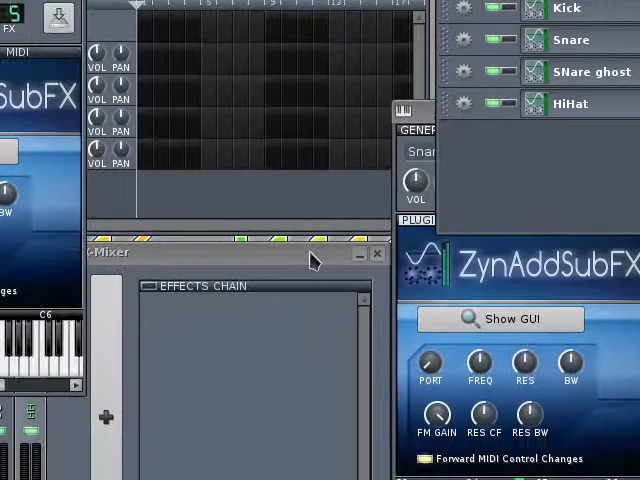 5
FX
MIDI
SubFX
BW
ges
C6
VOL PAN
VOL PAN
VOL PAN
VOL PAN
-Mixer
EFFECTS CHAIN
Kick
Snare
SNare ghost
HiHat
GENER
Snar
VOL
PLUGI
ZynAddSubFX
Show GUI
PORT FREQ RES BW
FM GAIN RES CF RES BW
Forward MIDI Control Changes